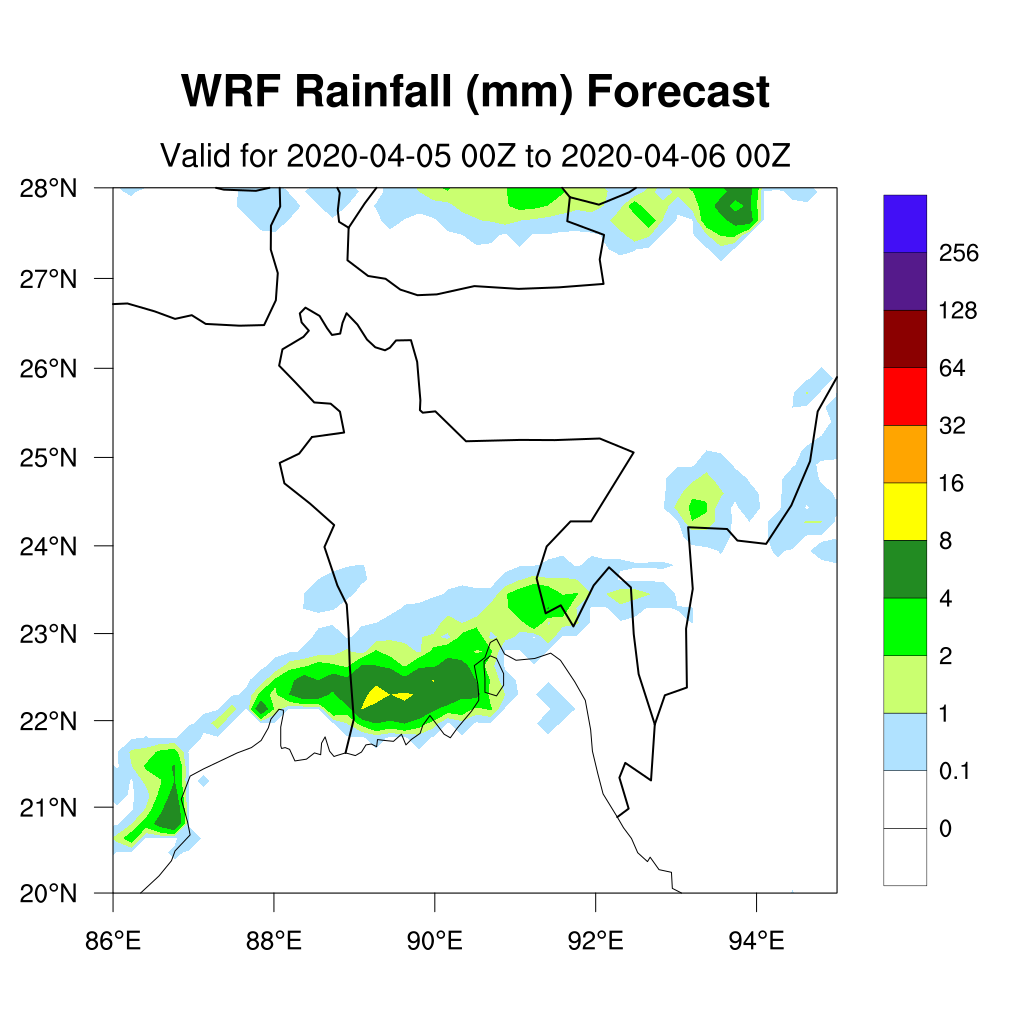 WRF Rainfall (mm) Forecast
Valid for 2020-04-05 00Z to 2020-04-06 00Z
28°N
27°N
26°N
25°N
24°N
23°N
22°N
21°N
20°N
86°E 88°E 90°E 92°E 94°E
256
128
64
32
16
8
4
2
1
0.1
0